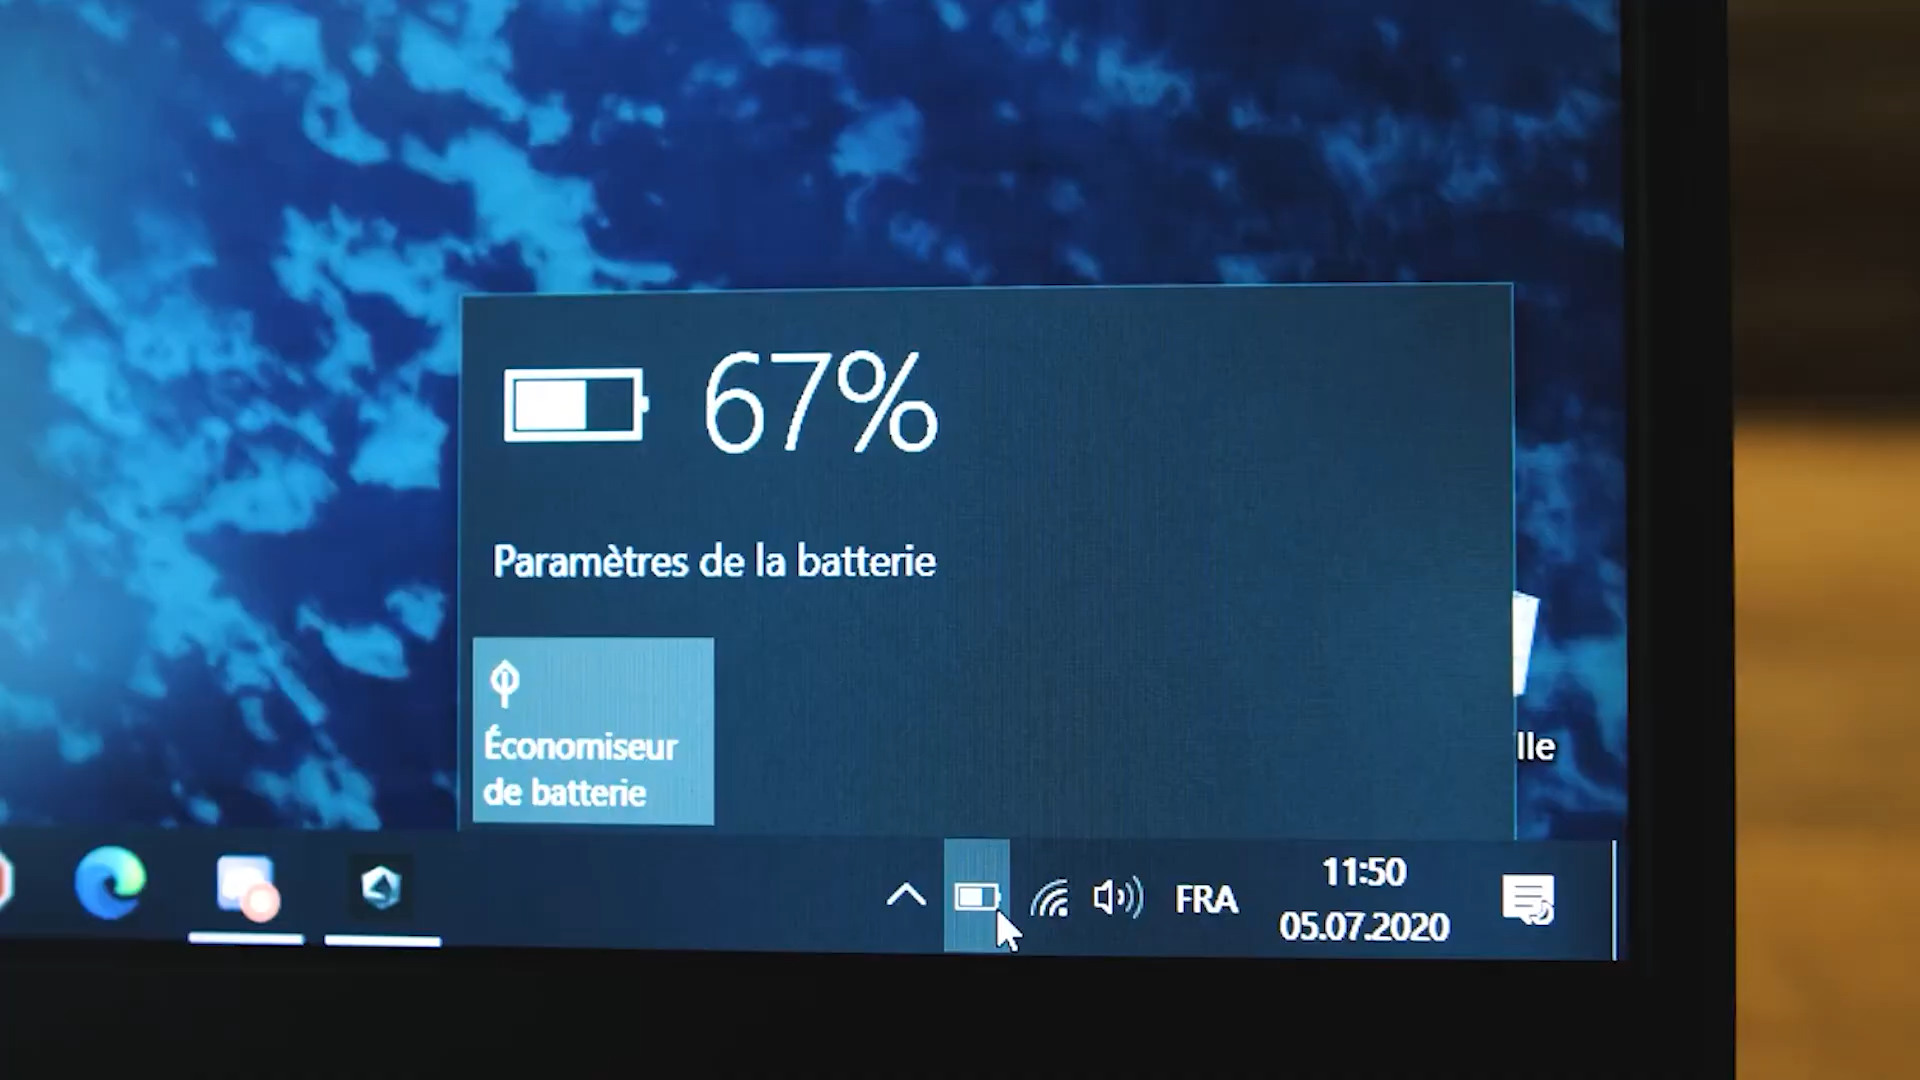 67%
Paramètres de la batterie
Économiseur
de batterie
lle
FRA
11:50
05.07.2020